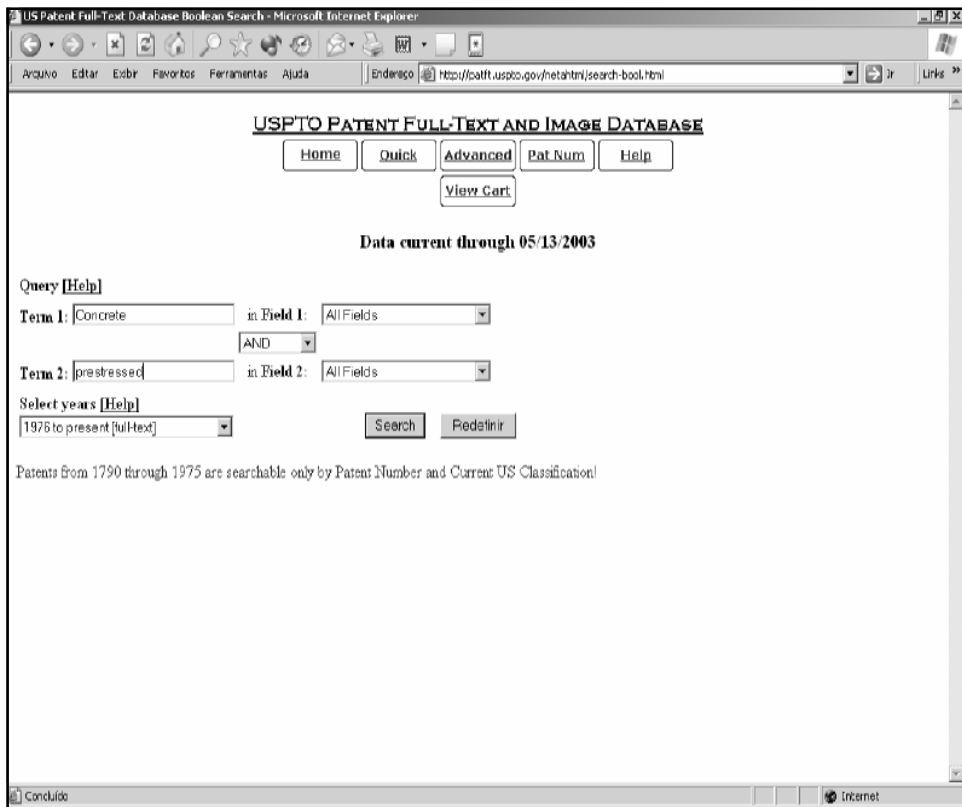 US Patent Full-Text Database Boolean Search - Microsoft Internet Explorer
Arquivo Editar Exibir Favoritos Ferramentas Ajuda Endereço http://patft.uspto.gov/netahtml/search-bool.html Ir Links »
USPTO PATENT FULL-TEXT AND IMAGE DATABASE
Home Quick Advanced Pat Num Help
View Cart
Data current through 05/13/2003
Query [Help]
Term 1: Concrete in Field 1: All Fields
AND
Term 2: prestressed in Field 2: All Fields
Select years [Help]
1976 to present [full-text] Search Redefinir
Patents from 1790 through 1975 are searchable only by Patent Number and Current US Classification!
Concluído Internet